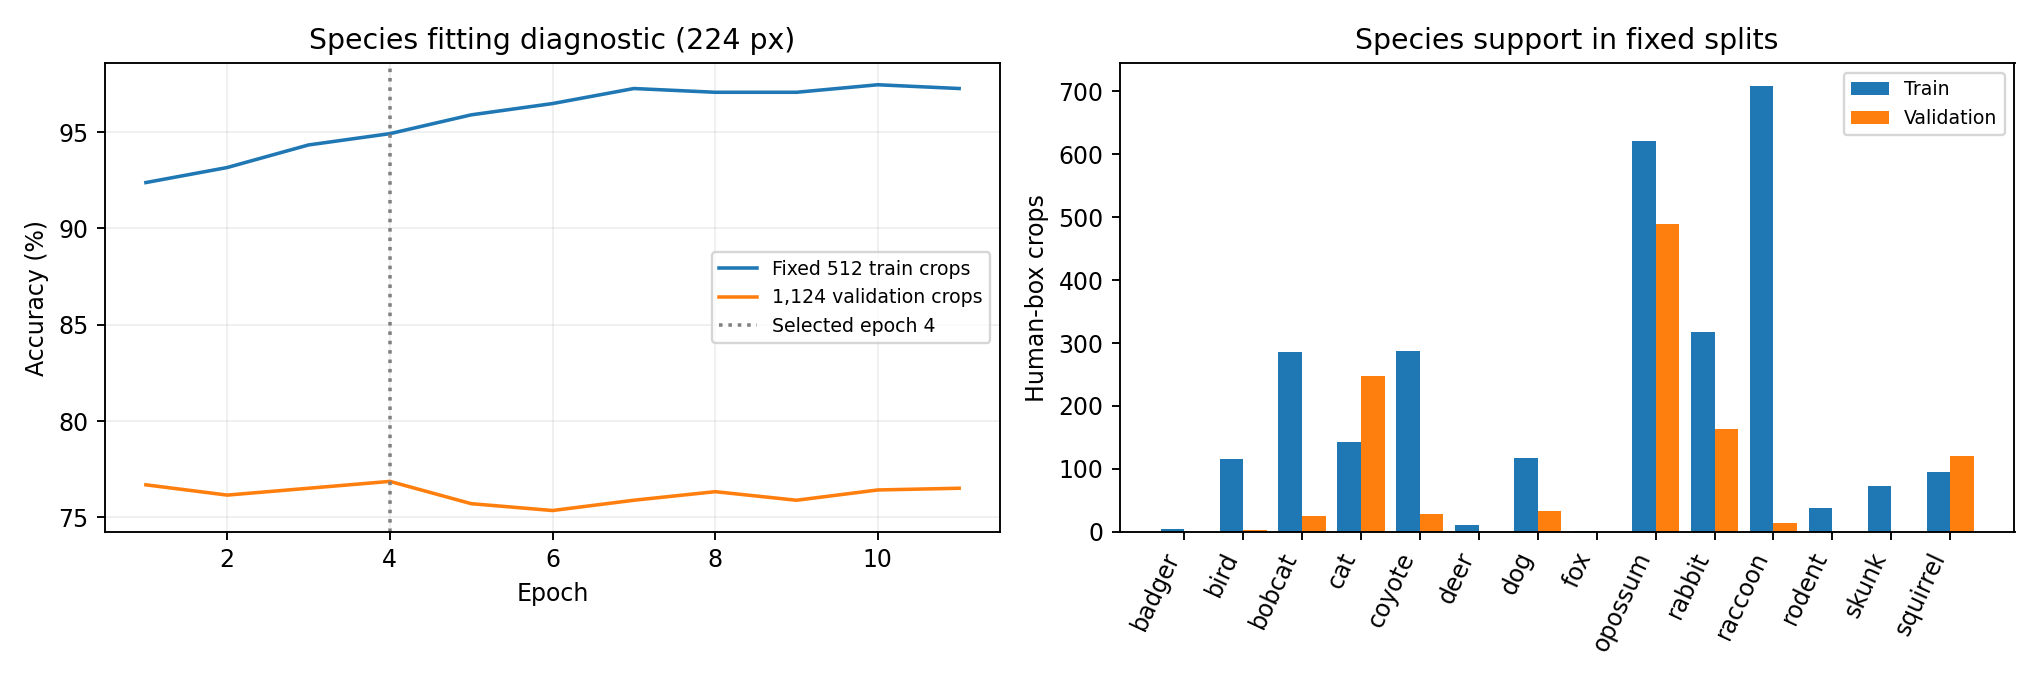 Species fitting diagnostic (224 px)
Accuracy (%)
95
90
85
80
75
Fixed 512 train crops
1,124 validation crops
Selected epoch 4
2
4
6
8
10
Epoch
Species support in fixed splits
Human-box crops
700
600
500
400
300
200
100
0
Train
Validation
badger
bird
bobcat
cat
coyote
deer
dog
fox
opossum
rabbit
raccoon
rodent
skunk
squirrel